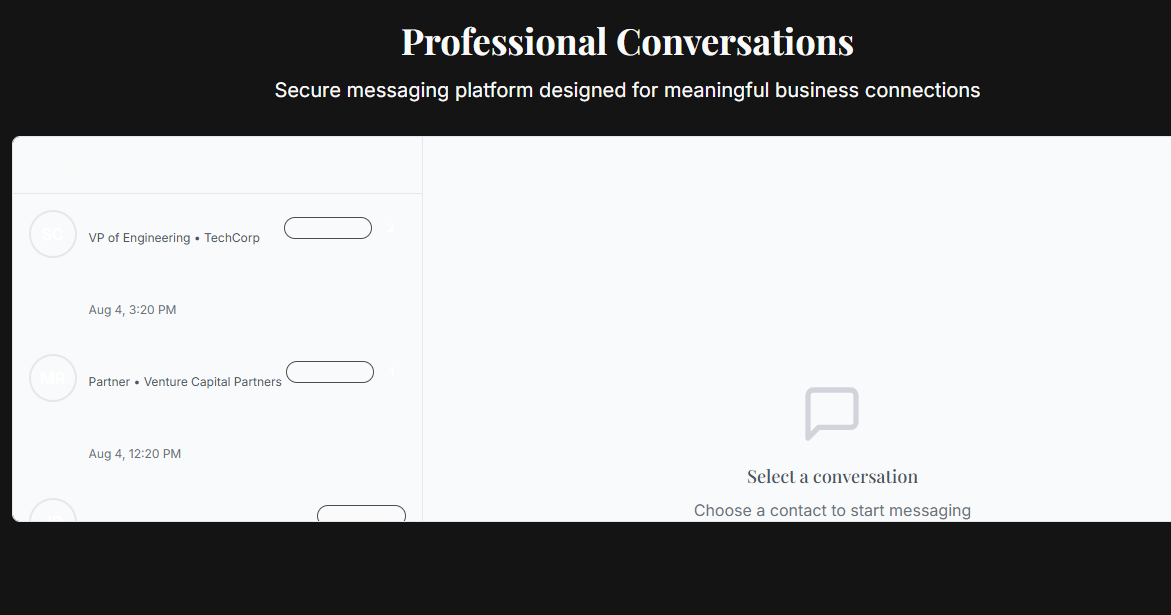 Professional Conversations
Secure messaging platform designed for meaningful business connections
SC
VP of Engineering • TechCorp
2
Aug 4, 3:20 PM
MR
Partner • Venture Capital Partners
Aug 4, 12:20 PM
Select a conversation
Choose a contact to start messaging